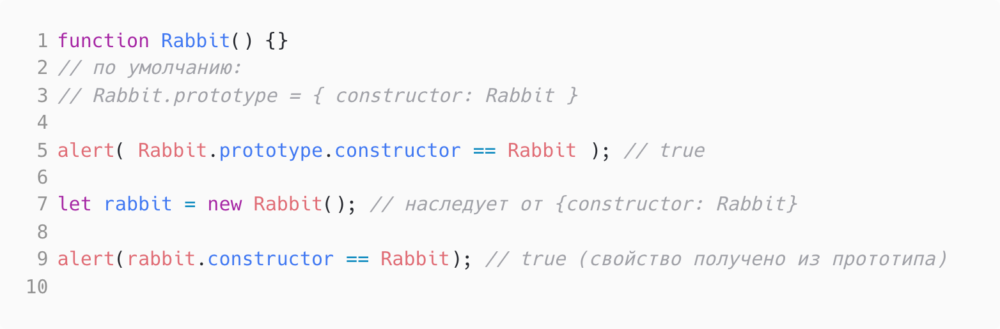 1 function Rabbit() {}
2 // по умолчанию:
3 // Rabbit.prototype = { constructor: Rabbit }
4
5 alert( Rabbit.prototype.constructor == Rabbit ); // true
6
7 let rabbit = new Rabbit(); // наследует от {constructor: Rabbit}
8
9 alert(rabbit.constructor == Rabbit); // true (свойство получено из прототипа)
10